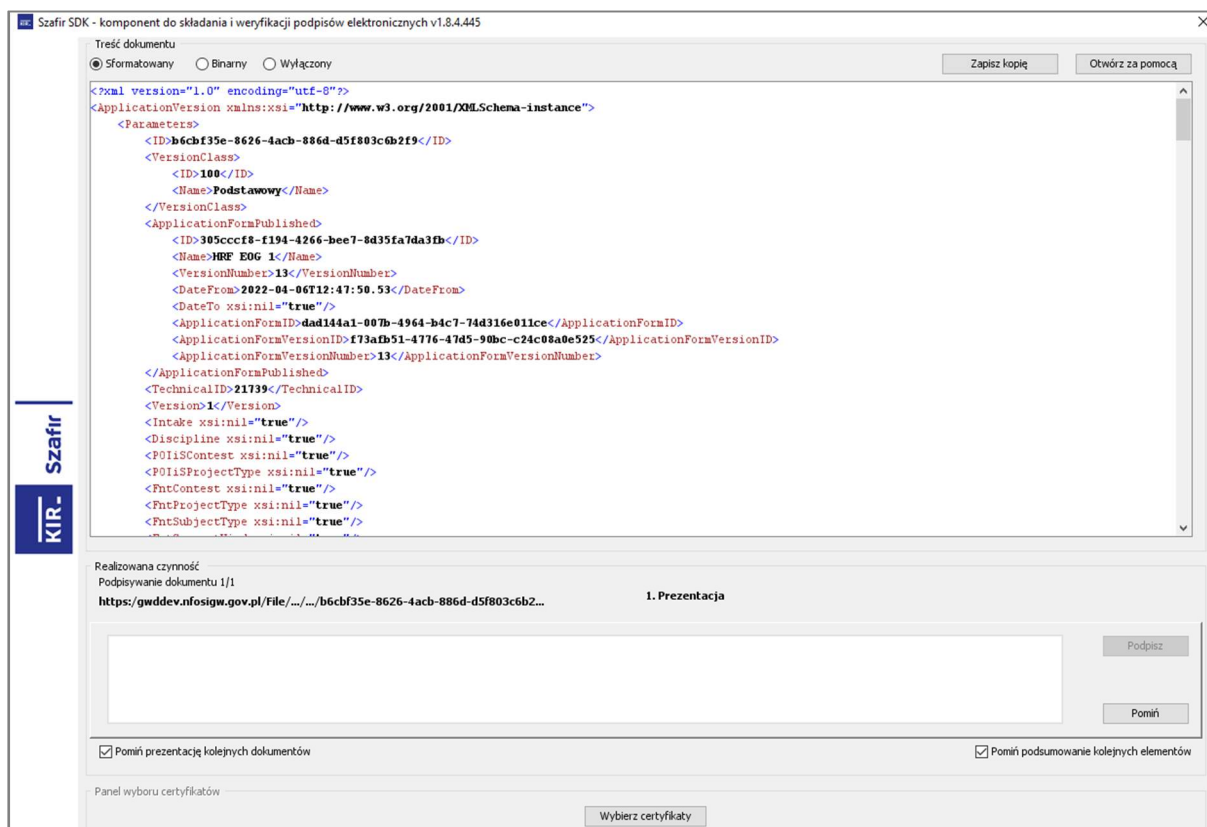 KIR. Szafir SDK - komponent do składania i weryfikacji podpisów elektronicznych v1.8.4.445
Treść dokumentu
Sformatowany Binarny Wyłączony Zapisz kopię Otwórz za pomocą
<?xml version="1.0" encoding="utf-8"?>
<ApplicationVersion xmlns:xsi="http://www.w3.org/2001/XMLSchema-instance">
<Parameters>
<ID>b6cbf35e-8626-4acb-886d-d5f803c6b2f9</ID>
<VersionClass>
<ID>100</ID>
<Name>Podstawowy</Name>
</VersionClass>
<ApplicationFormPublished>
<ID>305cccf8-f194-4266-bee7-8d35fa7da3fb</ID>
<Name>HRF EOG 1</Name>
<VersionNumber>13</VersionNumber>
<DateFrom>2022-04-06T12:47:50.53</DateFrom>
<DateTo xsi:nil="true"/>
<ApplicationFormID>dad144a1-007b-4964-b4c7-74d316e011ce</ApplicationFormID>
<ApplicationFormVersionID>f73afb51-4776-47d5-90bc-c24c08a0e525</ApplicationFormVersionID>
<ApplicationFormVersionNumber>13</ApplicationFormVersionNumber>
</ApplicationFormPublished>
<TechnicalID>21739</TechnicalID>
<Version>1</Version>
<Intake xsi:nil="true"/>
<Discipline xsi:nil="true"/>
<POIiSContest xsi:nil="true"/>
<POIiSProjectType xsi:nil="true"/>
<FntContest xsi:nil="true"/>
<FntProjectType xsi:nil="true"/>
<FntSubjectType xsi:nil="true"/>
KIR. Szafir
Realizowana czynność
Podpisywanie dokumentu 1/1
https:/gwddev.nfosigw.gov.pl/File/.../.../b6cbf35e-8626-4acb-886d-d5f803c6b2... 1. Prezentacja
Podpisz
Pomiń
Pomiń prezentację kolejnych dokumentów Pomiń podsumowanie kolejnych elementów
Panel wyboru certyfikatów
Wybierz certyfikaty